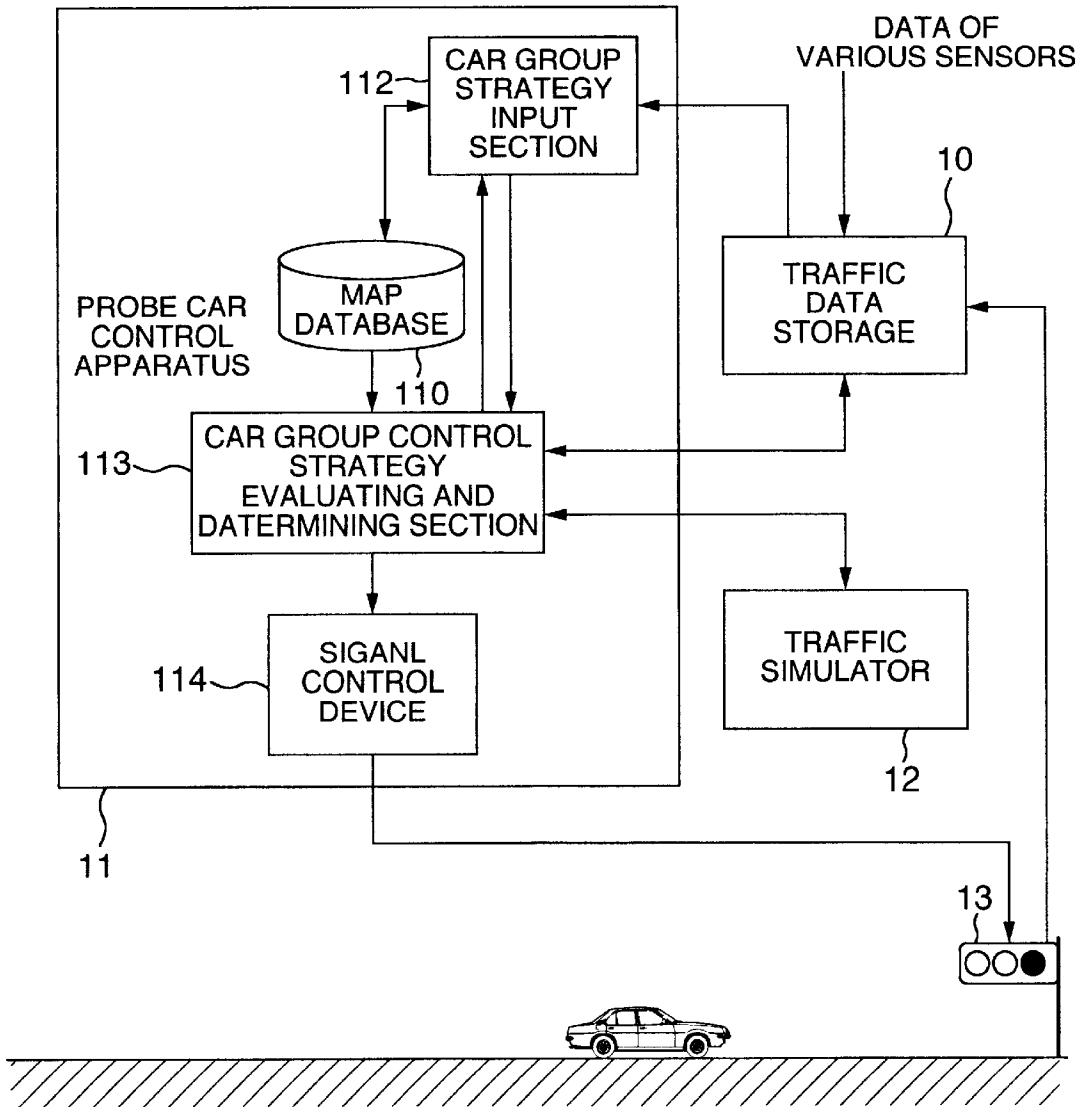 DATA OF
VARIOUS SENSORS
112
CAR GROUP
STRATEGY
INPUT
SECTION
10
TRAFFIC
DATA
STORAGE
MAP
DATABASE
110
PROBE CAR
CONTROL
APPARATUS
113
CAR GROUP CONTROL
STRATEGY
EVALUATING AND
DATERMINING SECTION
114
SIGANL
CONTROL
DEVICE
TRAFFIC
SIMULATOR
12
11
13